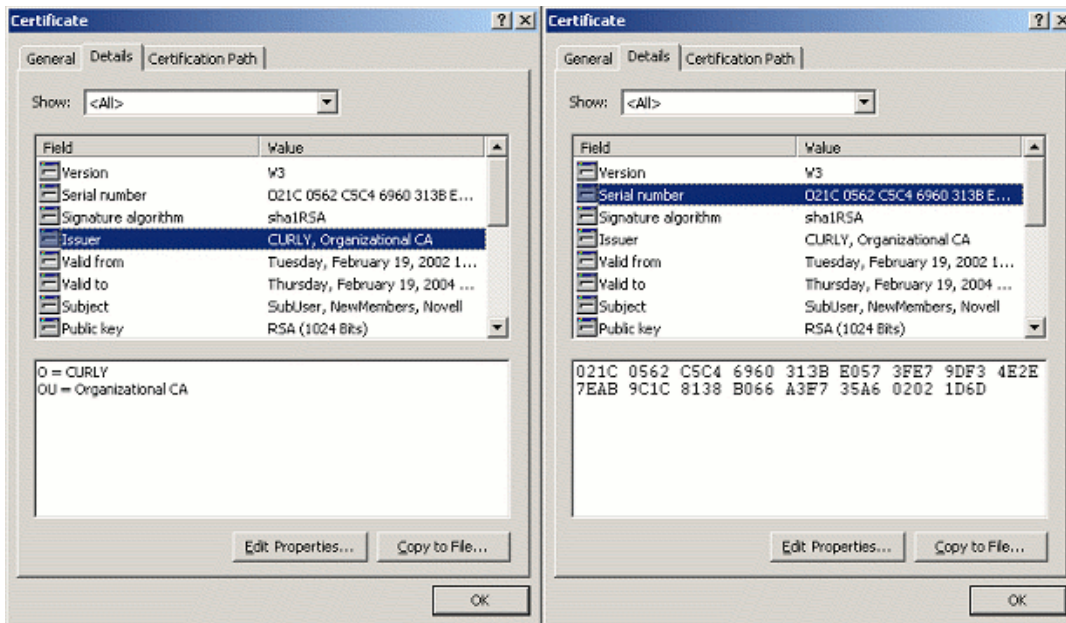 Certificate
General Details Certification Path
Show: <All>
Field Value
Version V3
Serial number 021C 0562 C5C4 6960 313B E...
Signature algorithm sha1RSA
Issuer CURLY, Organizational CA
Valid from Tuesday, February 19, 2002 1...
Valid to Thursday, February 19, 2004 ...
Subject SubUser, NewMembers, Novell
Public key RSA (1024 Bits)
O = CURLY
OU = Organizational CA
Edit Properties... Copy to File...
OK
Certificate
General Details Certification Path
Show: <All>
Field Value
Version V3
Serial number 021C 0562 C5C4 6960 313B E...
Signature algorithm sha1RSA
Issuer CURLY, Organizational CA
Valid from Tuesday, February 19, 2002 1...
Valid to Thursday, February 19, 2004 ...
Subject SubUser, NewMembers, Novell
Public key RSA (1024 Bits)
021C 0562 C5C4 6960 313B E057 3FE7 9DF3 4E2E
7EAB 9C1C 8138 B066 A3F7 35A6 0202 1D6D
Edit Properties... Copy to File...
OK